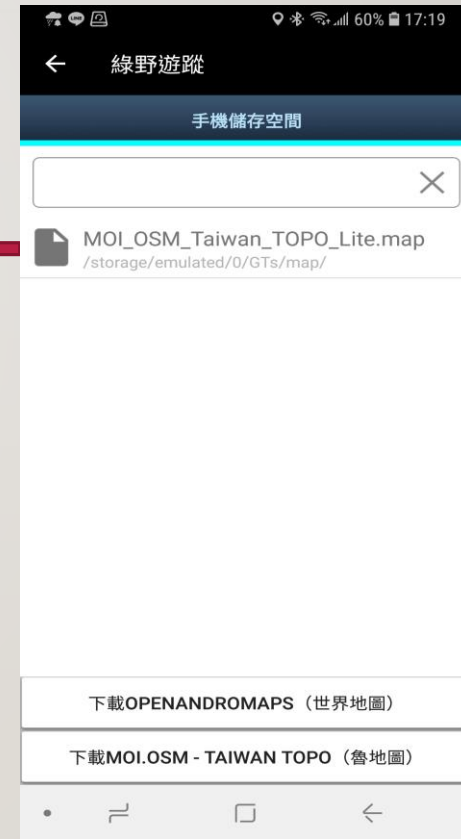 60% 17:19
綠野遊蹤
手機儲存空間
MOI_OSM_Taiwan_TOPO_Lite.map
/storage/emulated/0/GTs/map/
下載OPENANDROMAPS（世界地圖）
下載MOI.OSM - TAIWAN TOPO（魯地圖）